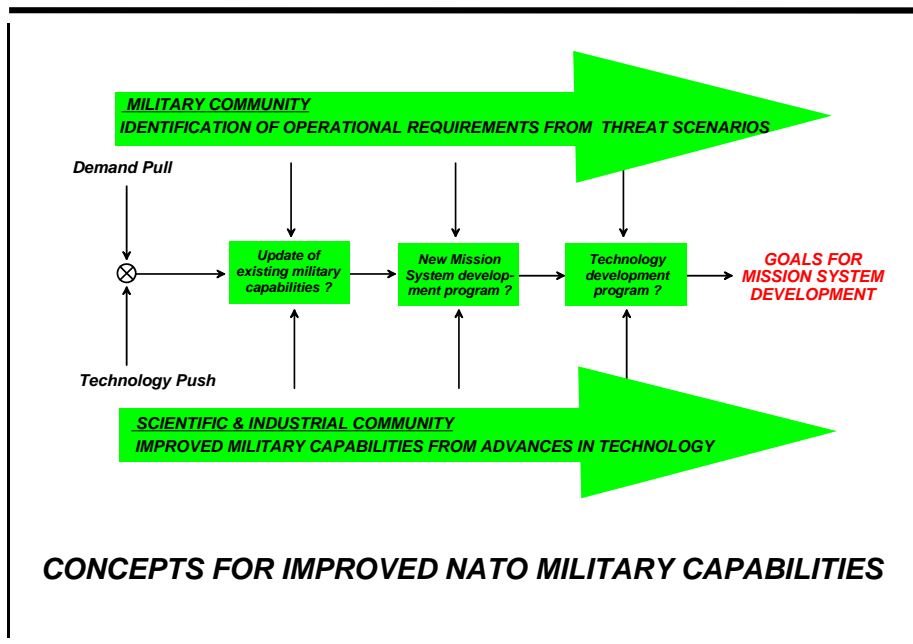 MILITARY COMMUNITY
IDENTIFICATION OF OPERATIONAL REQUIREMENTS FROM THREAT SCENARIOS
Demand Pull
Update of
existing military
capabilities ?
New Mission
System develop-
ment program ?
Technology
development
program ?
GOALS FOR
MISSION SYSTEM
DEVELOPMENT
Technology Push
SCIENTIFIC & INDUSTRIAL COMMUNITY
IMPROVED MILITARY CAPABILITIES FROM ADVANCES IN TECHNOLOGY
CONCEPTS FOR IMPROVED NATO MILITARY CAPABILITIES